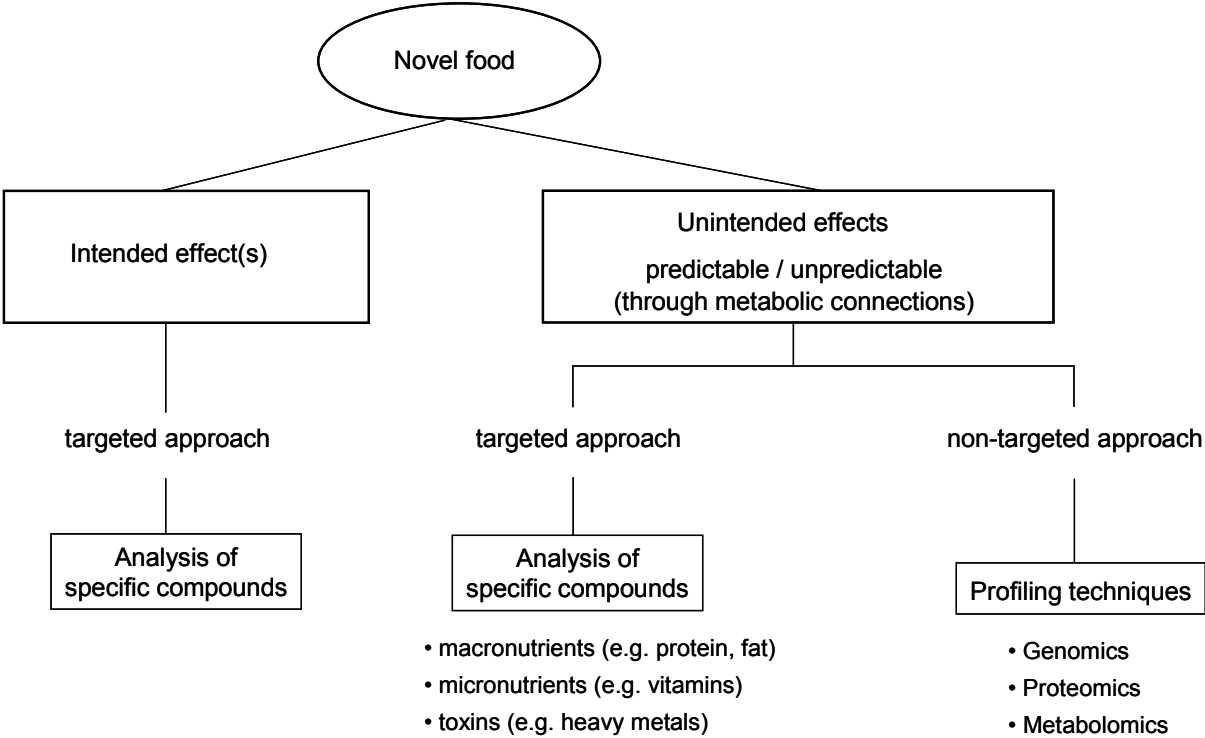 Novel food
Intended effect(s)
Unintended effects
predictable / unpredictable
(through metabolic connections)
targeted approach
targeted approach
non-targeted approach
Analysis of
specific compounds
Analysis of
specific compounds
Profiling techniques
• macronutrients (e.g. protein, fat)
• micronutrients (e.g. vitamins)
• toxins (e.g. heavy metals)
• Genomics
• Proteomics
• Metabolomics